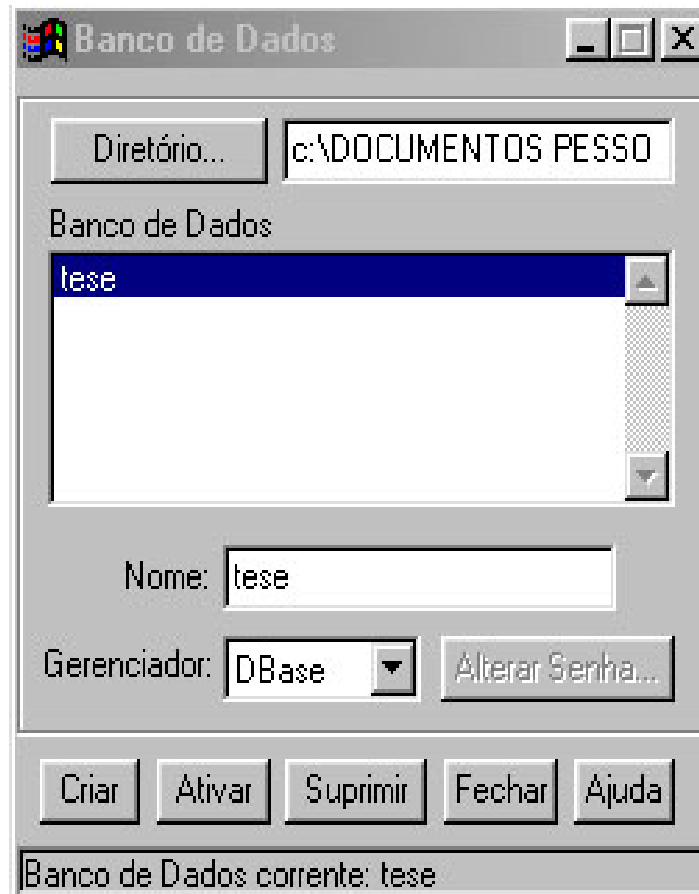 Banco de Dados
Diretório... c:\DOCUMENTOS PESSO
Banco de Dados
tese
Nome: tese
Gerenciador: DBase Alterar Senha...
Criar Ativar Suprimir Fechar Ajuda
Banco de Dados corrente: tese